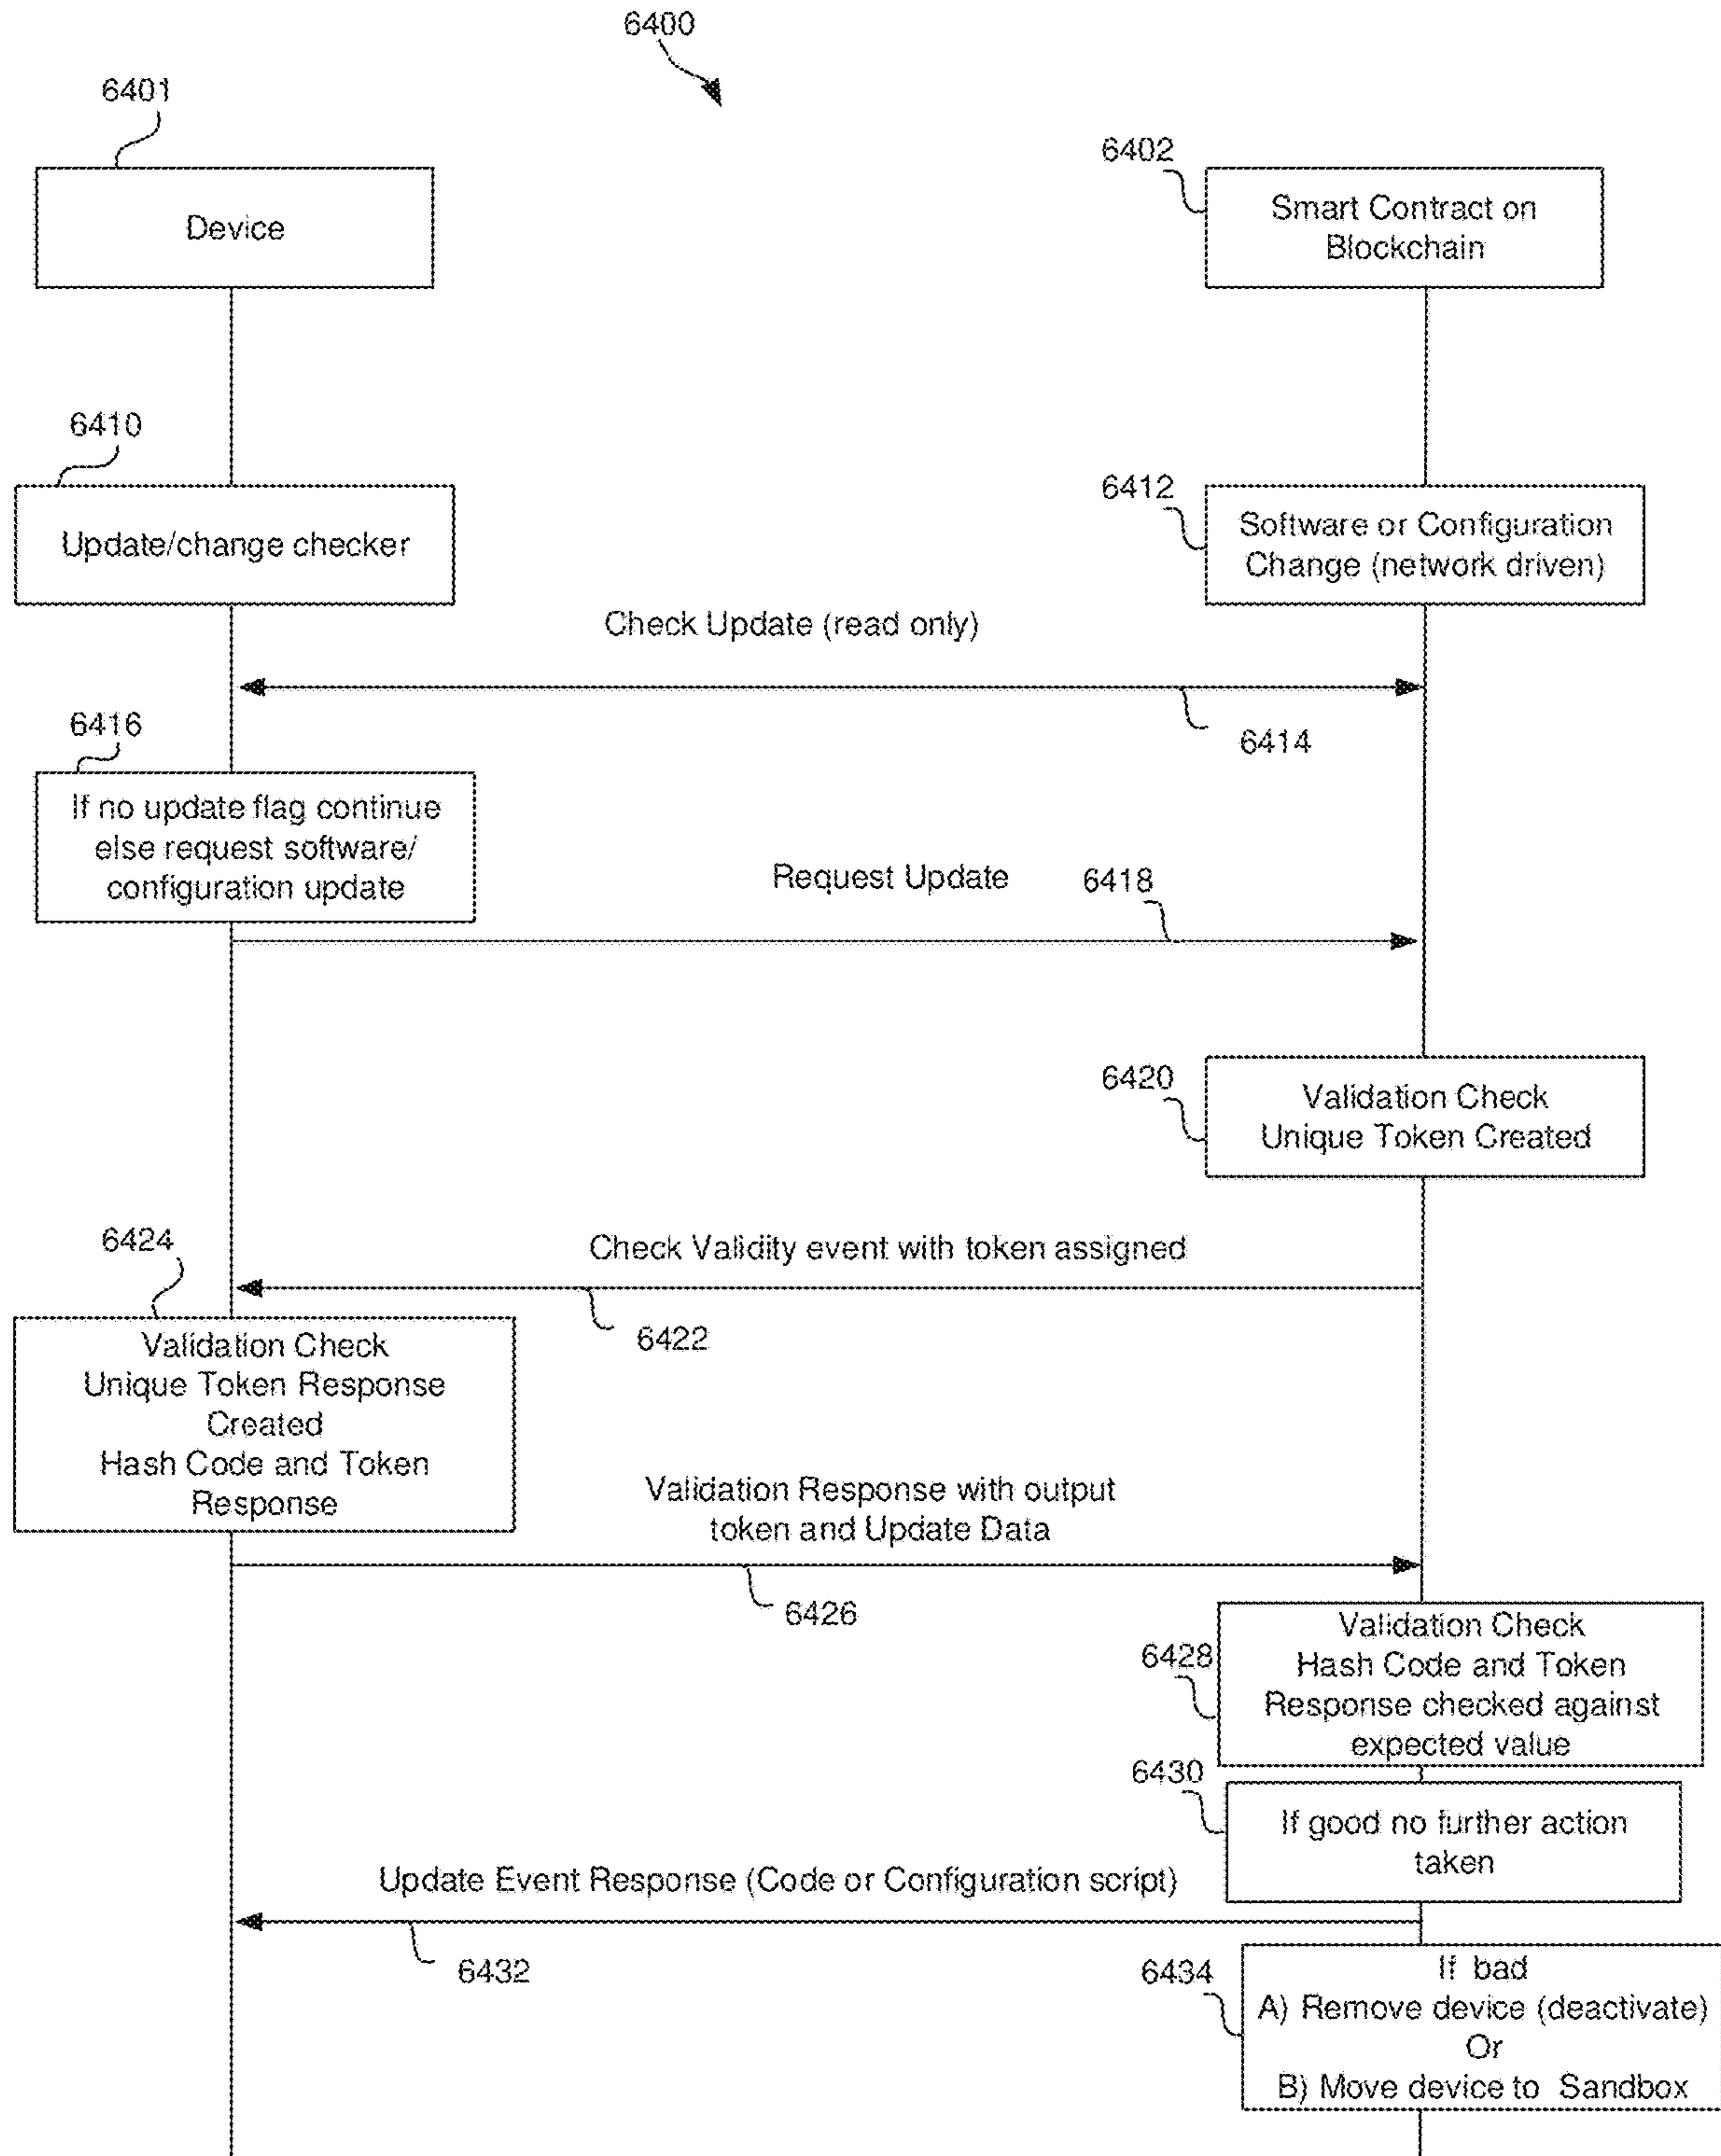 6400
6401
6402
Device
Smart Contract on
Blockchain
6410
6412
Update/change checker
Software or Configuration
Change (network driven)
Check Update (read only)
6414
6416
If no update flag continue
else request software/
configuration update
Request Update
6418
6420
Validation Check
Unique Token Created
6424
Check Validity event with token assigned
6422
Validation Check
Unique Token Response
Created
Hash Code and Token
Response
Validation Response with output
token and Update Data
6426
6428
Validation Check
Hash Code and Token
Response checked against
expected value
6430
If good no further action
taken
Update Event Response (Code or Configuration script)
6432
6434
If bad
A) Remove device (deactivate)
Or
B) Move device to Sandbox